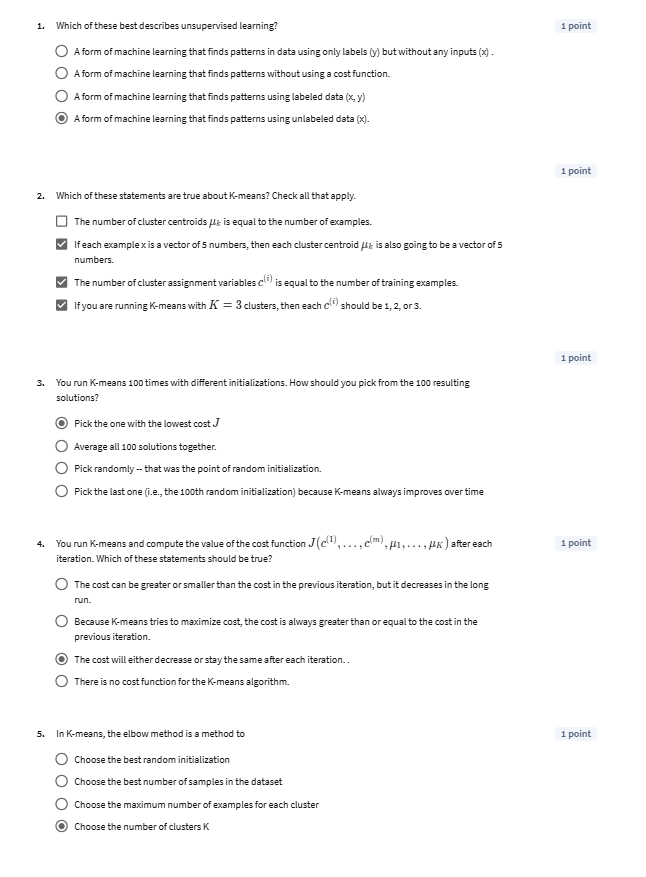 1. Which of these best describes unsupervised learning? 1 point
A form of machine learning that finds patterns in data using only labels (y) but without any inputs (x) .
A form of machine learning that finds patterns without using a cost function.
A form of machine learning that finds patterns using labeled data (x, y)
A form of machine learning that finds patterns using unlabeled data (x).
1 point
2. Which of these statements are true about K-means? Check all that apply.
The number of cluster centroids μₖ is equal to the number of examples.
If each example x is a vector of 5 numbers, then each cluster centroid μₖ is also going to be a vector of 5
numbers.
The number of cluster assignment variables c⁽ⁱ⁾ is equal to the number of training examples.
If you are running K-means with K = 3 clusters, then each c⁽ⁱ⁾ should be 1, 2, or 3.
1 point
3. You run K-means 100 times with different initializations. How should you pick from the 100 resulting
solutions?
Pick the one with the lowest cost J
Average all 100 solutions together.
Pick randomly -- that was the point of random initialization.
Pick the last one (i.e., the 100th random initialization) because K-means always improves over time
4. You run K-means and compute the value of the cost function J(c⁽¹⁾, . . . , c⁽ᵐ⁾, μ₁, . . . , μ_K) after each 1 point
iteration. Which of these statements should be true?
The cost can be greater or smaller than the cost in the previous iteration, but it decreases in the long
run.
Because K-means tries to maximize cost, the cost is always greater than or equal to the cost in the
previous iteration.
The cost will either decrease or stay the same after each iteration. .
There is no cost function for the K-means algorithm.
5. In K-means, the elbow method is a method to 1 point
Choose the best random initialization
Choose the best number of samples in the dataset
Choose the maximum number of examples for each cluster
Choose the number of clusters K